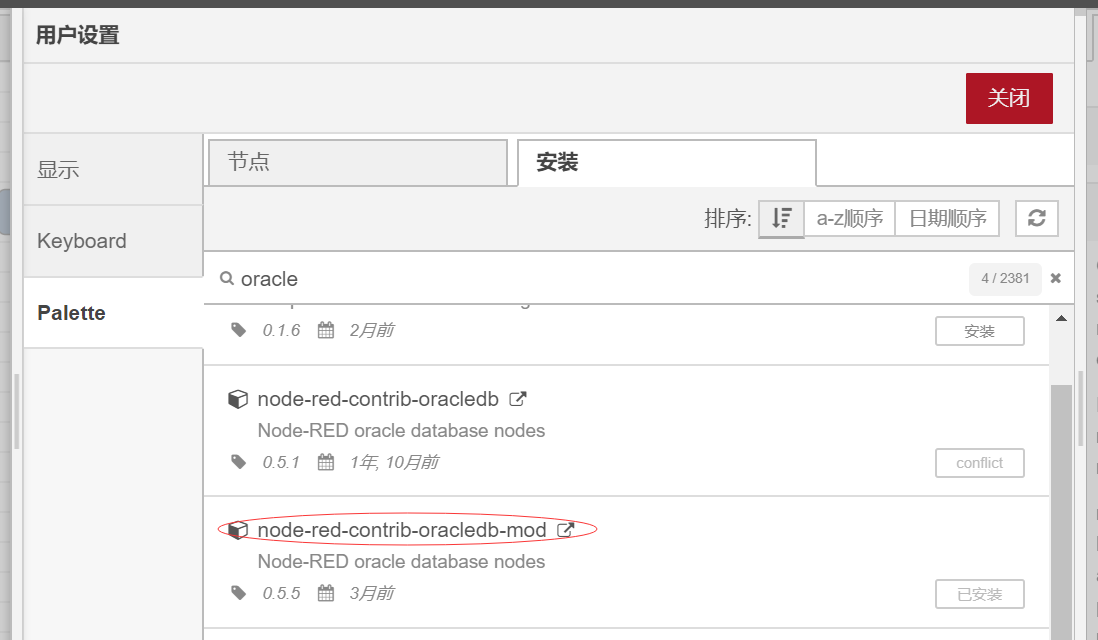 用户设置
关闭
显示
Keyboard
Palette
节点 安装
排序: a-z顺序 日期顺序
oracle 4 / 2381
0.1.6 2月前 安装
node-red-contrib-oracledb
Node-RED oracle database nodes
0.5.1 1年, 10月前 conflict
node-red-contrib-oracledb-mod
Node-RED oracle database nodes
0.5.5 3月前 已安装